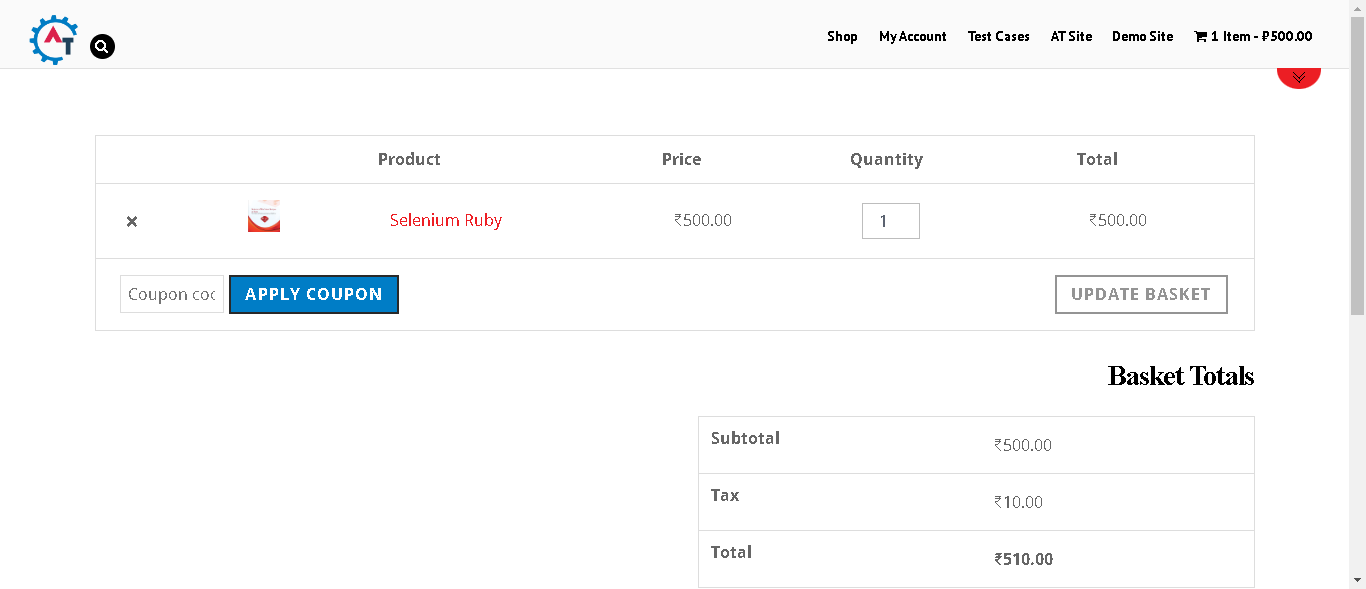 AT
Shop My Account Test Cases AT Site Demo Site 1 Item - ₹500.00
Product Price Quantity Total
× Selenium Ruby ₹500.00 1 ₹500.00
Coupon coc APPLY COUPON UPDATE BASKET
Basket Totals
Subtotal ₹500.00
Tax ₹10.00
Total ₹510.00